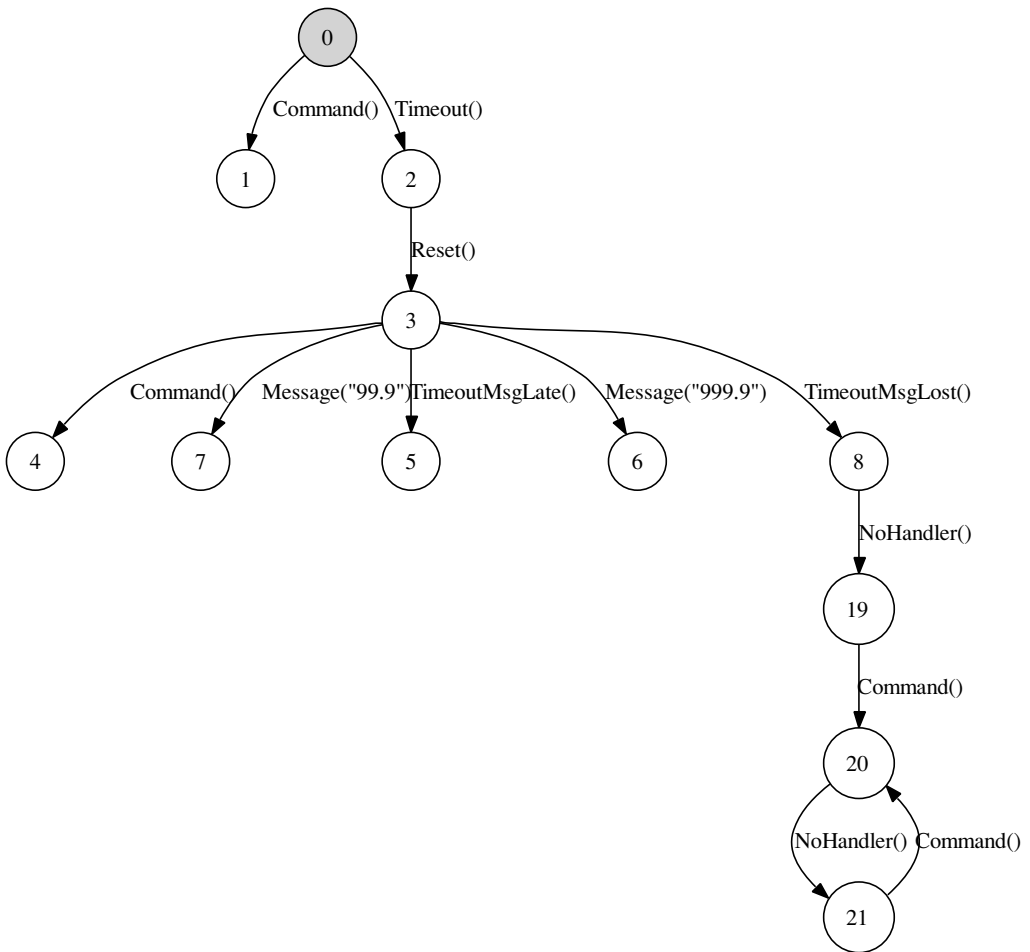 0
Command()
Timeout()
1
2
Reset()
3
Command()
Message("99.9")
TimeoutMsgLate()
Message("999.9")
TimeoutMsgLost()
4
7
5
6
8
NoHandler()
19
Command()
20
NoHandler()
Command()
21